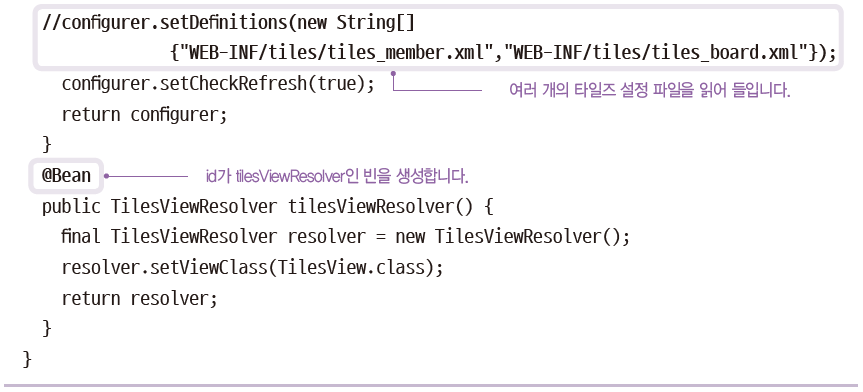 //configurer.setDefinitions(new String[]
{"WEB-INF/tiles/tiles_member.xml","WEB-INF/tiles/tiles_board.xml"});
configurer.setCheckRefresh(true);
여러 개의 타일즈 설정 파일을 읽어 들입니다.
return configurer;
}
@Bean
id가 tilesViewResolver인 빈을 생성합니다.
public TilesViewResolver tilesViewResolver() {
final TilesViewResolver resolver = new TilesViewResolver();
resolver.setViewClass(TilesView.class);
return resolver;
}
}